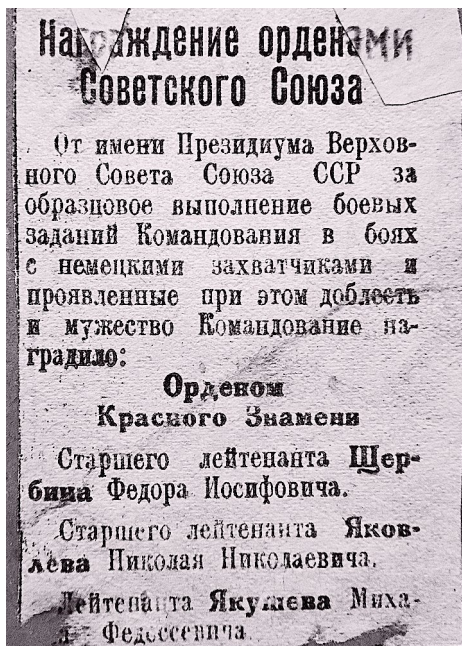 Награждение орденами
Советского Союза
От имени Президиума Верхов-
ного Совета Союза ССР за
образцовое выполнение боевых
заданий Командования в боях
с немецкими захватчиками и
проявленные при этом доблесть
и мужество Командование на-
градило:
Орденом
Красного Знамени
Старшего лейтенанта Щер-
бина Федора Иосифовича.
Старшего лейтенанта Яков-
лева Николая Николаевича.
Лейтенанта Якушева Миха-
Федоссевича